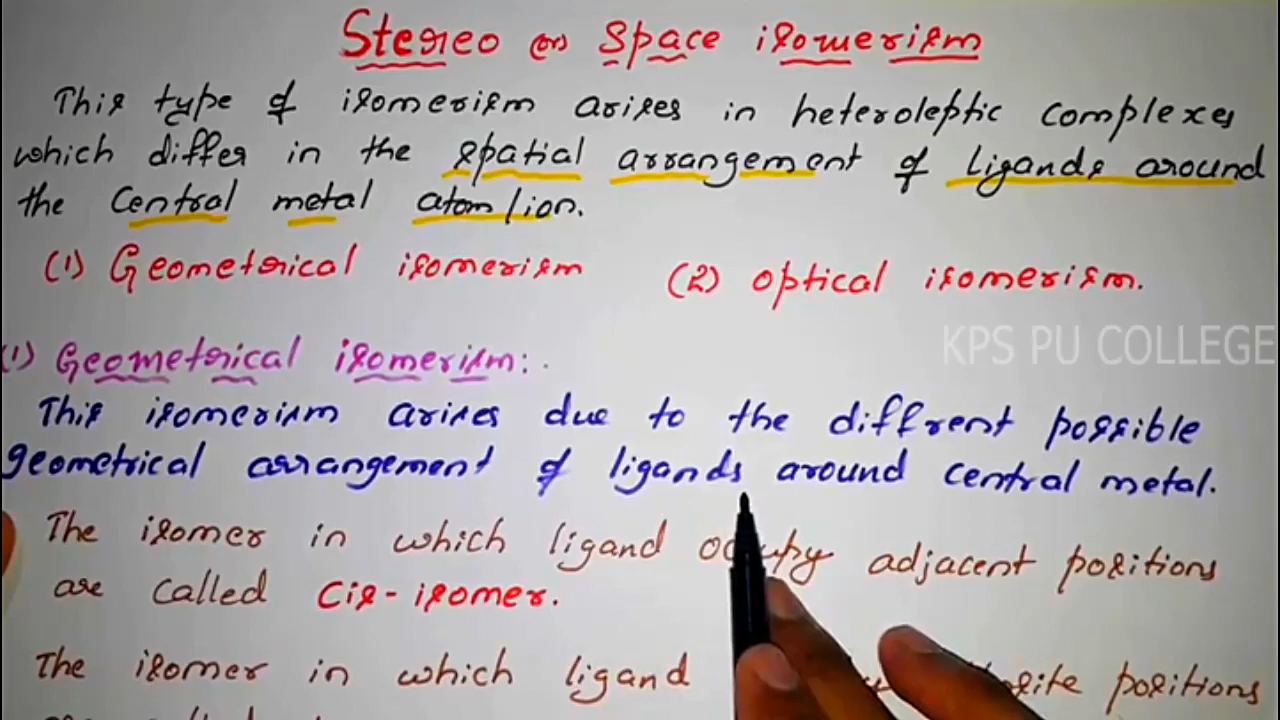 Stereo (or) Space isomerism
This type of isomerism arises in heteroleptic complexes
which differ in the spatial arrangement of ligands around
the central metal atom/ion.
(1) Geometrical isomerism (2) optical isomerism.
KPS PU COLLEGE
(1) Geometrical isomerism:.
This isomerism arises due to the diffrent possible
geometrical arrangement of ligands around central metal.
The isomer in which ligand occupy adjacent positions
are called Cis-isomer.
The isomer in which ligand positions